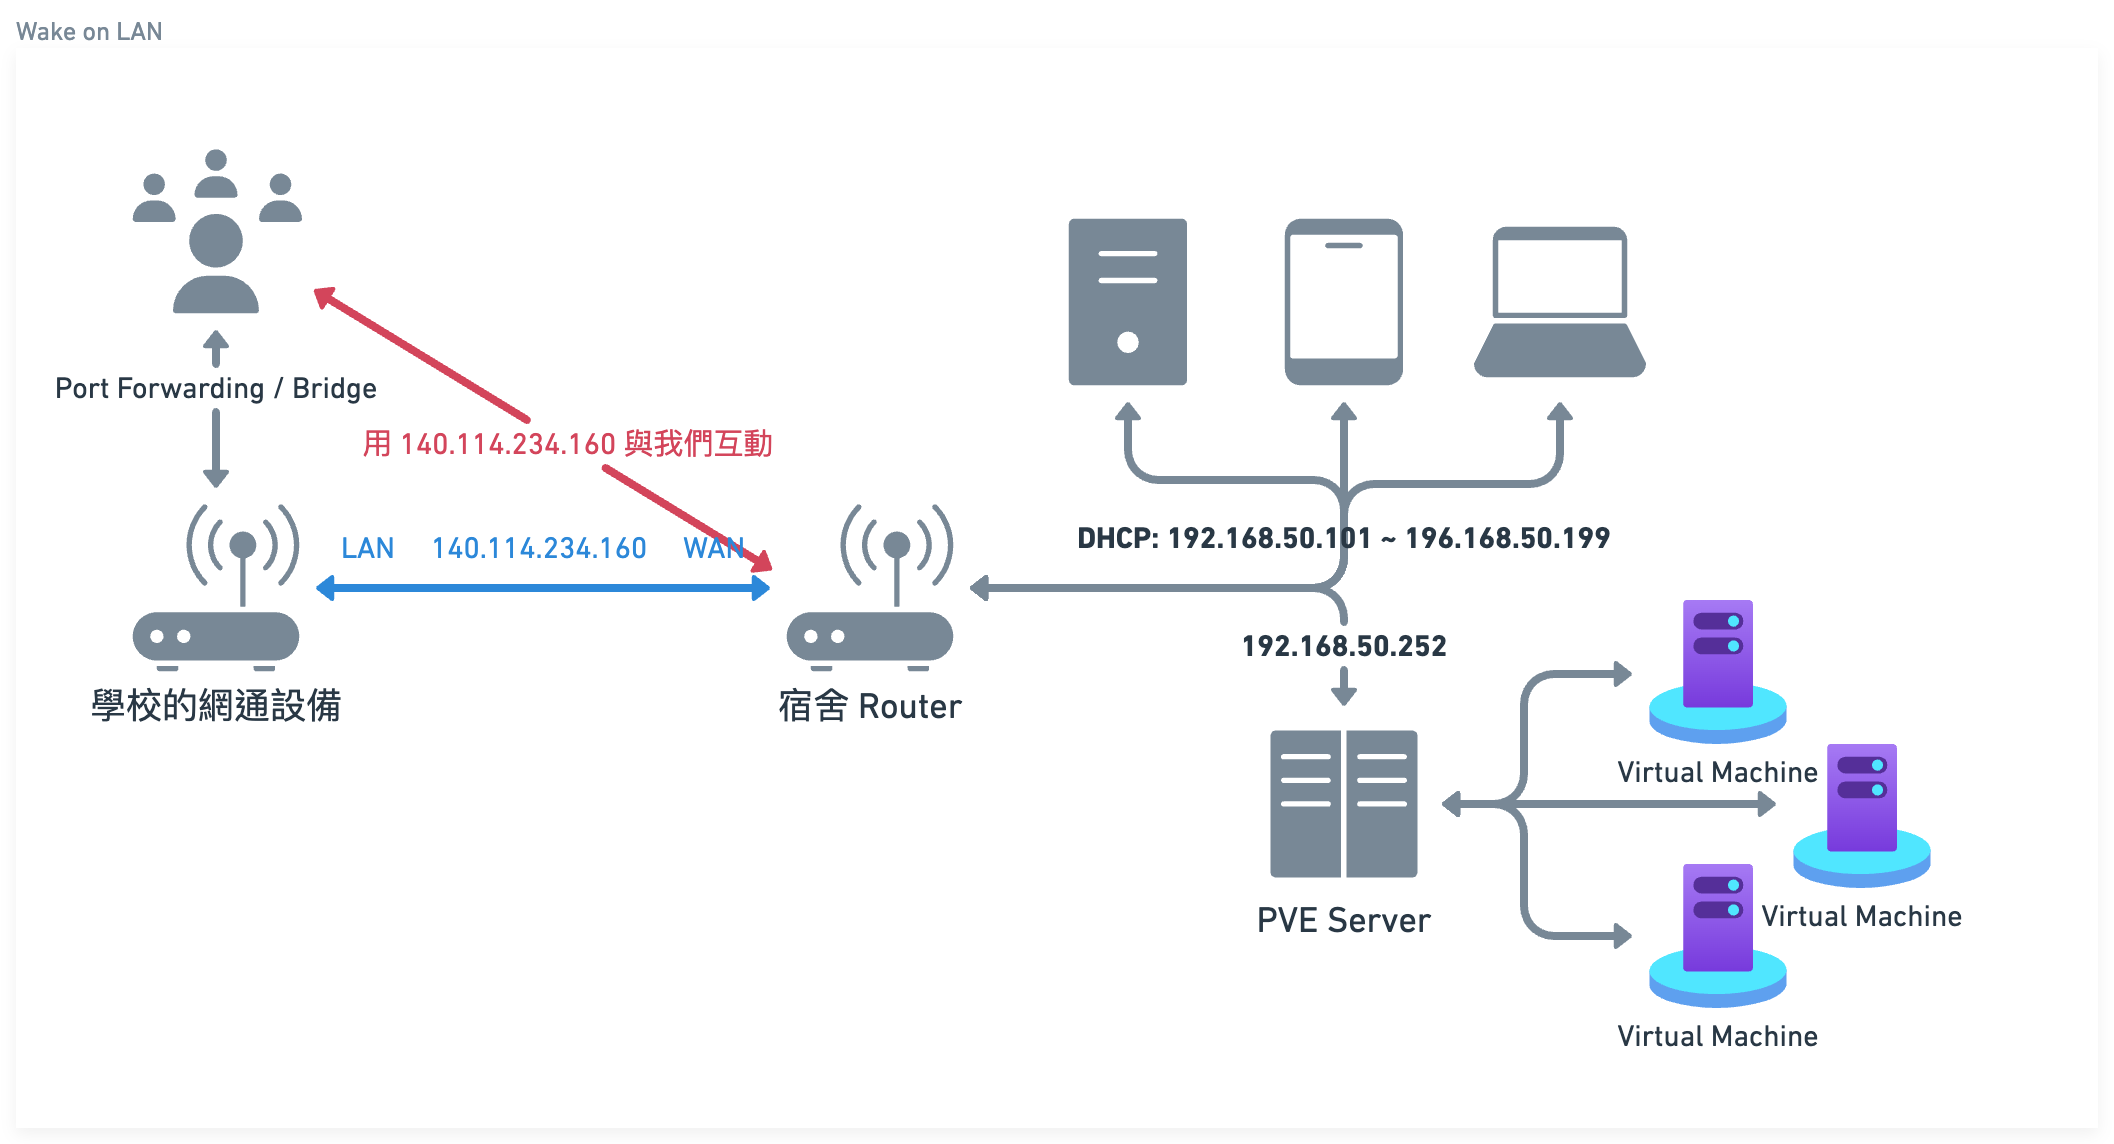 Wake on LAN
Port Forwarding / Bridge
用 140.114.234.160 與我們互動
LAN 140.114.234.160 WAN
學校的網通設備
宿舍 Router
DHCP: 192.168.50.101 ~ 196.168.50.199
192.168.50.252
PVE Server
Virtual Machine
Virtual Machine
Virtual Machine